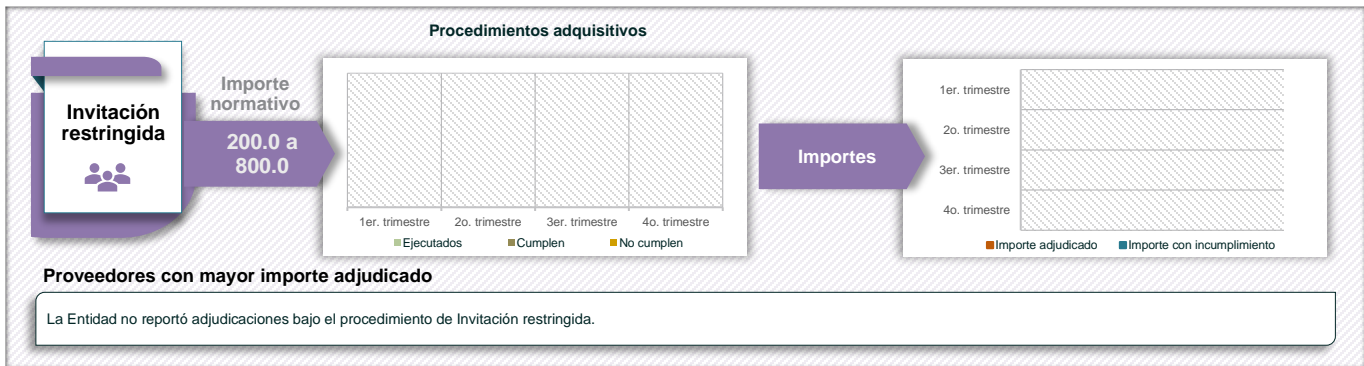 Procedimientos adquisitivos
Invitación
restringida
Importe
normativo
200.0 a
800.0
1er. trimestre 2o. trimestre 3er. trimestre 4o. trimestre
Ejecutados Cumplen No cumplen
Importes
1er. trimestre
2o. trimestre
3er. trimestre
4o. trimestre
Importe adjudicado Importe con incumplimiento
Proveedores con mayor importe adjudicado
La Entidad no reportó adjudicaciones bajo el procedimiento de Invitación restringida.